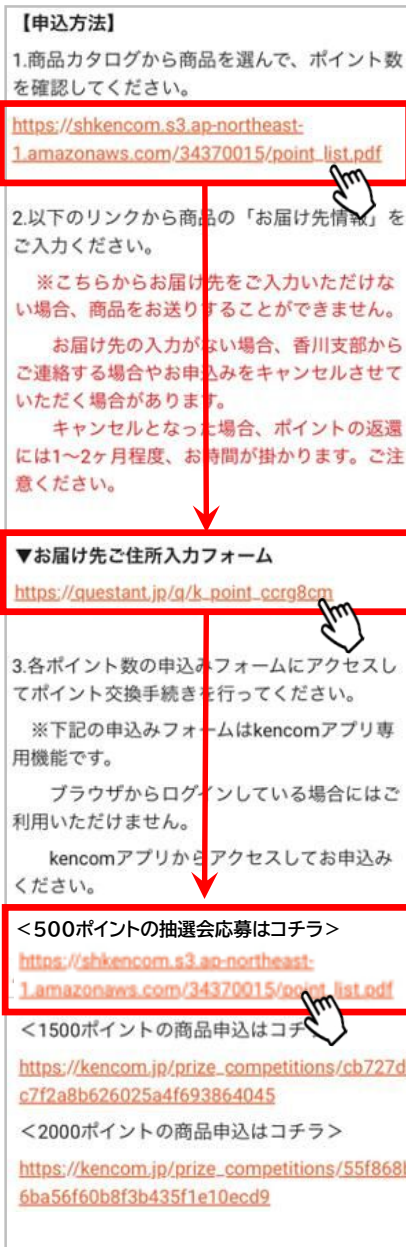 【申込方法】
1.商品カタログから商品を選んで、ポイント数
を確認してください。
https://shkencom.s3.ap-northeast-
1.amazonaws.com/34370015/point_list.pdf
2.以下のリンクから商品の「お届け先情報」を
ご入力ください。
※こちらからお届け先をご入力いただけな
い場合、商品をお送りすることができません。
お届け先の入力がない場合、香川支部から
ご連絡する場合やお申込みをキャンセルさせて
いただく場合があります。
キャンセルとなった場合、ポイントの返還
には1〜2ヶ月程度、お時間が掛かります。ご注
意ください。
▼お届け先ご住所入力フォーム
https://questant.jp/q/k_point_ccrg8cm
3.各ポイント数の申込みフォームにアクセスし
てポイント交換手続きを行ってください。
※下記の申込みフォームはkencomアプリ専
用機能です。
ブラウザからログインしている場合にはご
利用いただけません。
kencomアプリからアクセスしてお申込み
ください。
＜500ポイントの抽選会応募はコチラ＞
https://shkencom.s3.ap-northeast-
1.amazonaws.com/34370015/point_list.pdf
＜1500ポイントの商品申込はコチ
https://kencom.jp/prize_competitions/cb727d
c7f2a8b626025a4f693864045
＜2000ポイントの商品申込はコチラ＞
https://kencom.jp/prize_competitions/55f868
6ba56f60b8f3b435f1e10ecd9